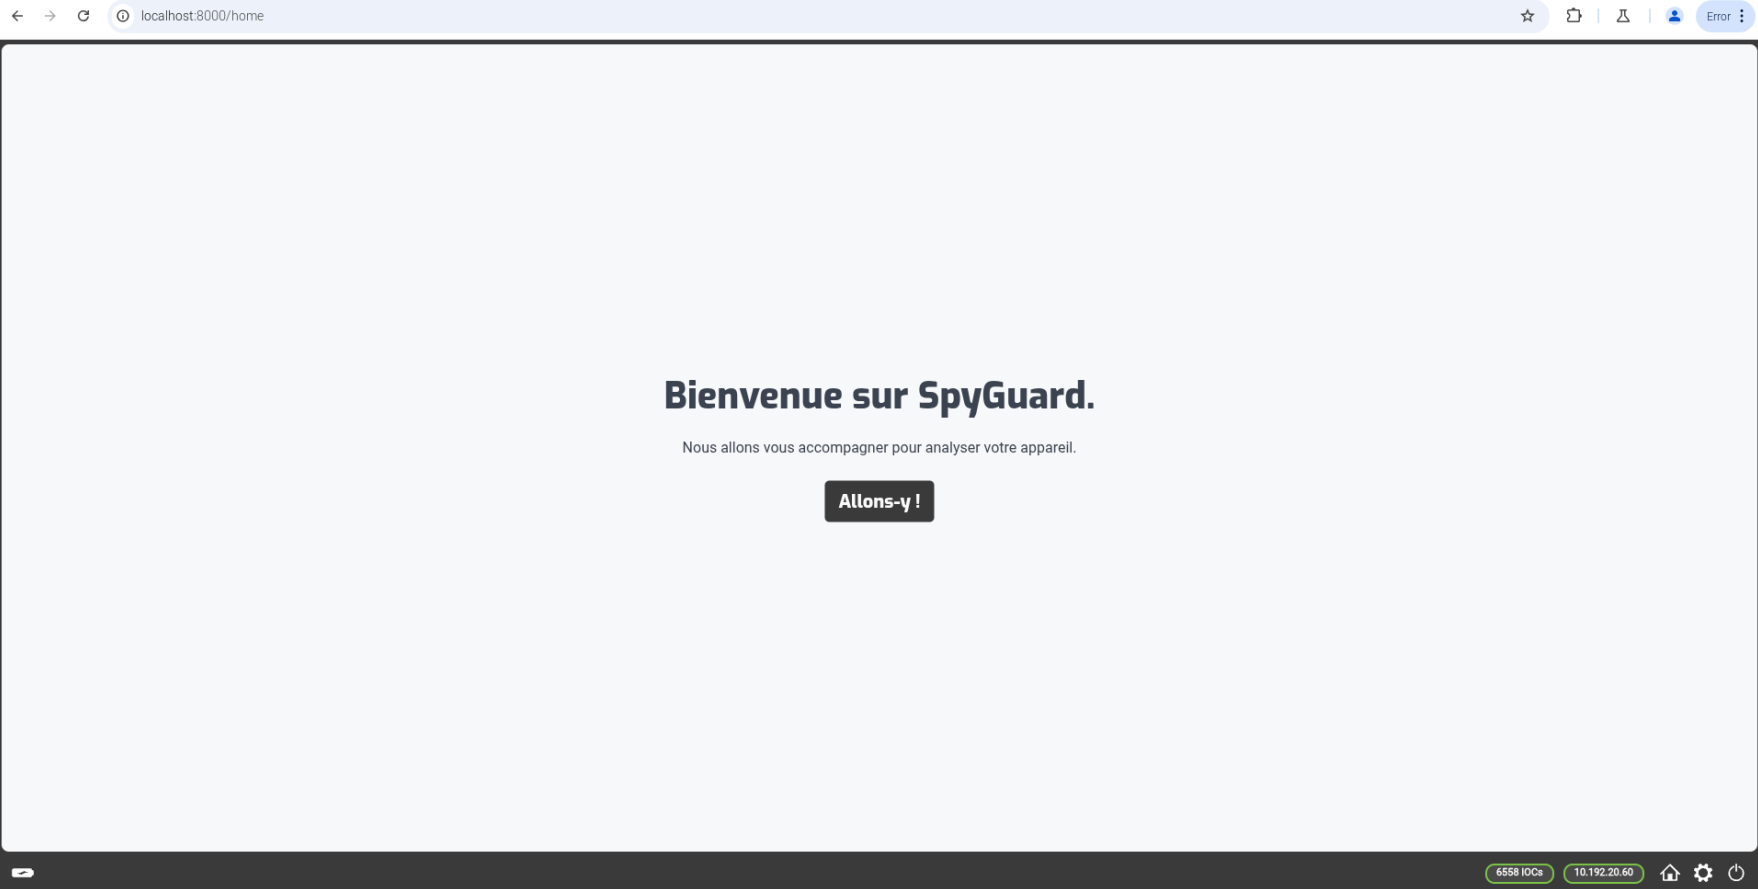 localhost:8000/home
Error
Bienvenue sur SpyGuard.
Nous allons vous accompagner pour analyser votre appareil.
Allons-y !
6558 IOCs
10.192.20.60